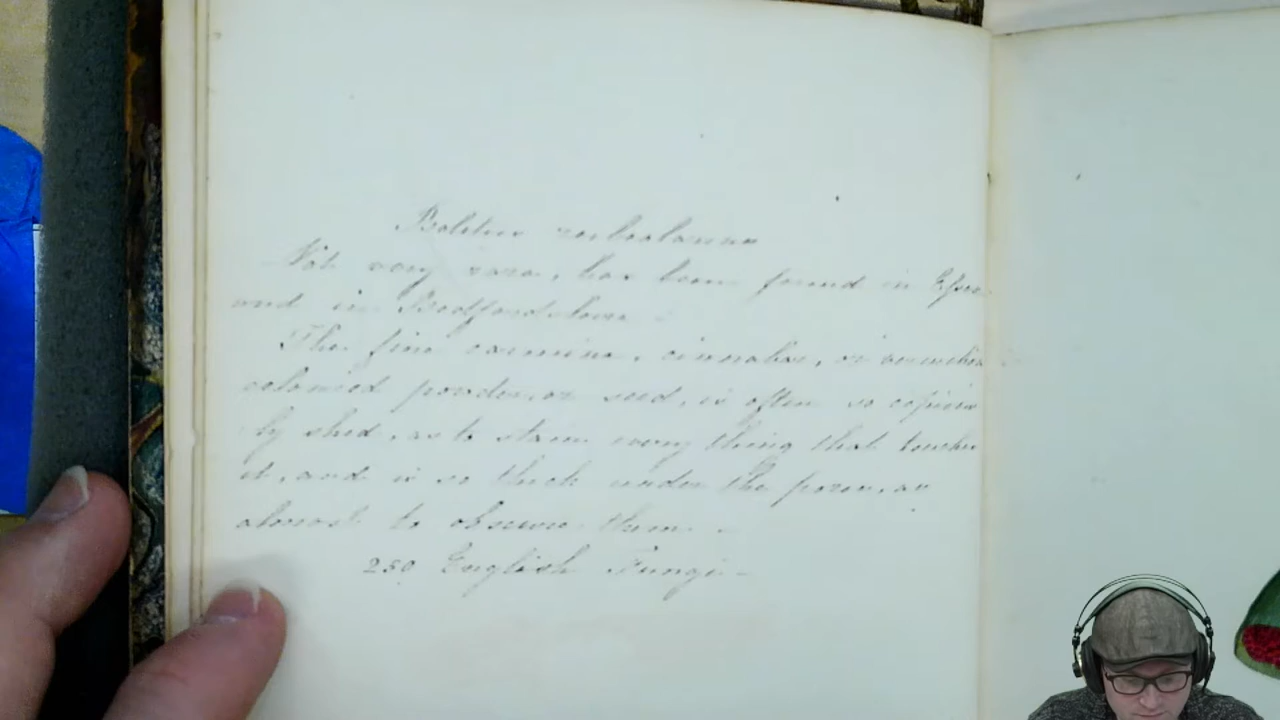 Boletus rubeolarius
Not very rare, has been found in Essex
and in Bedfordshire
The fine carmine, cinnabar, or vermilion
coloured powder, or seed, is often so copious
ly shed, as to stain every thing that touches
it, and is so thick under the pores, as
almost to obscure them.
250 English Fungi